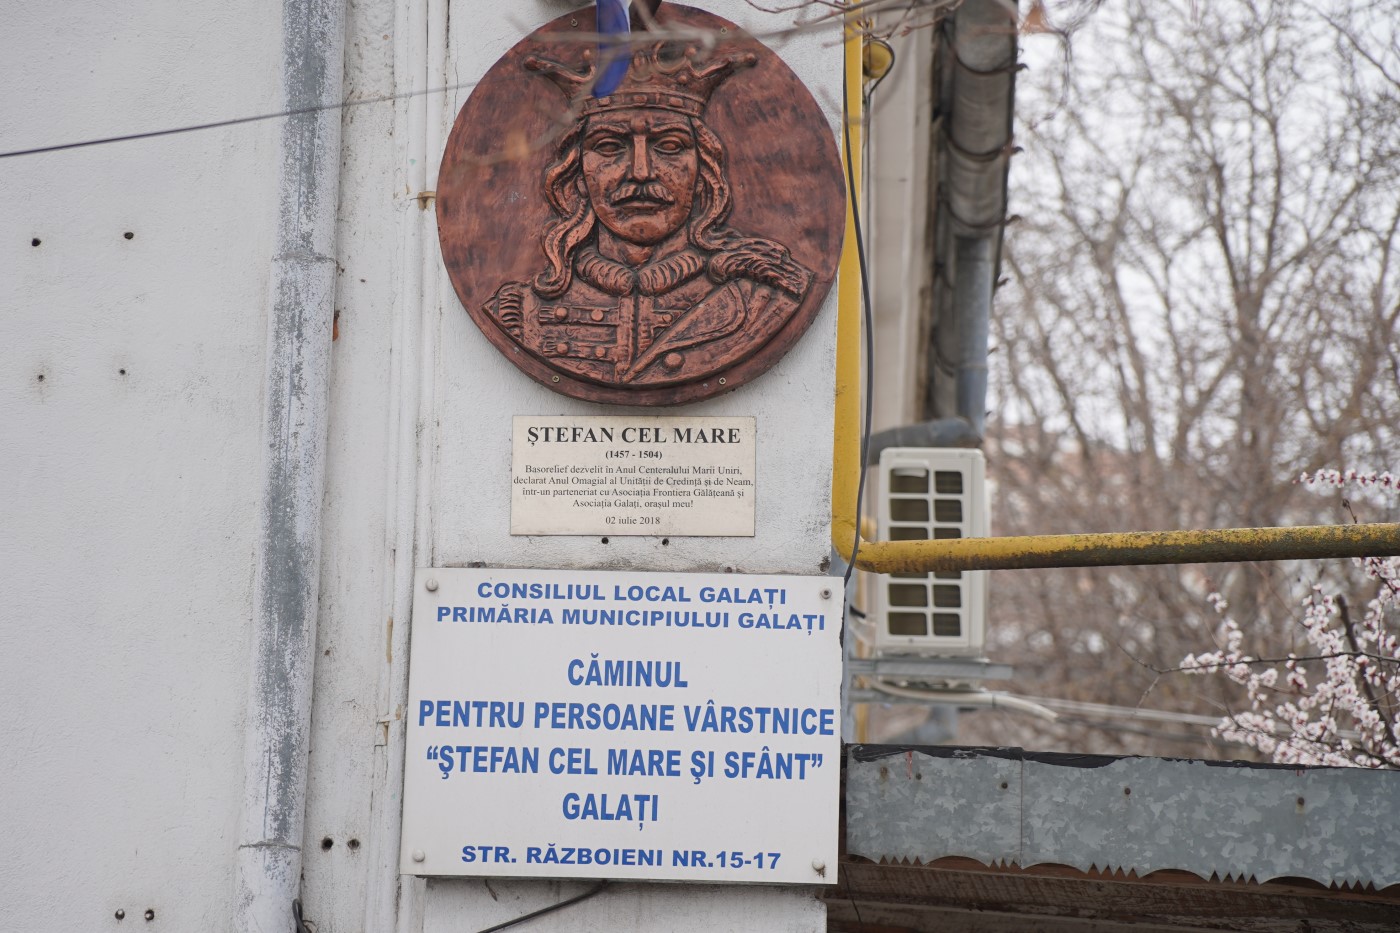 ȘTEFAN CEL MARE
(1457 - 1504)
Basorelief dezvelit în Anul Centeralului Marii Uniri,
declarat Anul Omagial al Unității de Credință și de Neam,
într-un parteneriat cu Asociația Frontiera Gălățeană și
Asociația Galați, orașul meu!
02 iulie 2018
CONSILIUL LOCAL GALAȚI
PRIMĂRIA MUNICIPIULUI GALAȚI
CĂMINUL
PENTRU PERSOANE VÂRSTNICE
“ŞTEFAN CEL MARE ŞI SFÂNT”
GALAȚI
STR. RĂZBOIENI NR.15-17